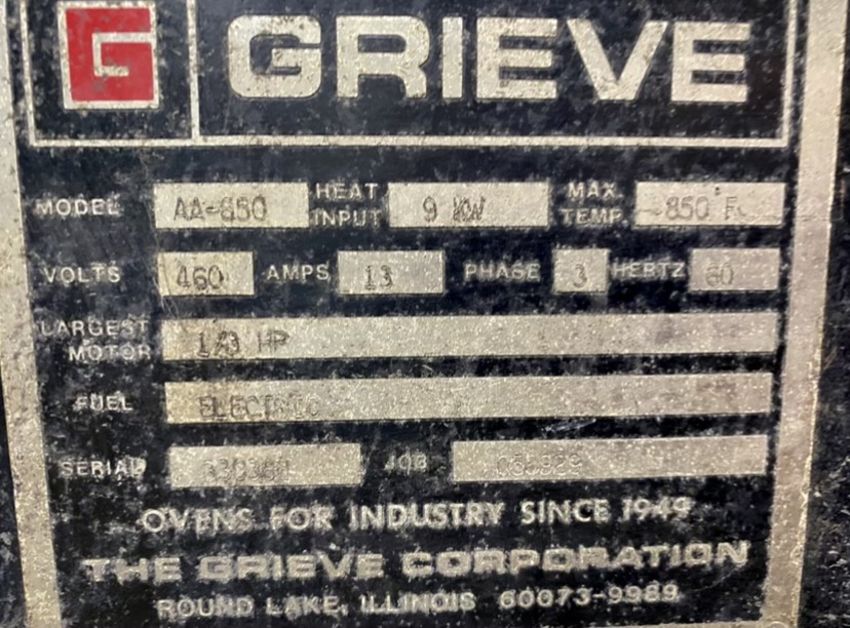 G GRIEVE
MODEL AA-850 HEAT INPUT 9 KW MAX. TEMP. 850 F
VOLTS 460 AMPS 13 PHASE 3 HERTZ 60
LARGEST MOTOR 1/3 HP
FUEL ELECTRIC
SERIAL JOB
OVENS FOR INDUSTRY SINCE 1949
THE GRIEVE CORPORATION
ROUND LAKE, ILLINOIS 60073-9989